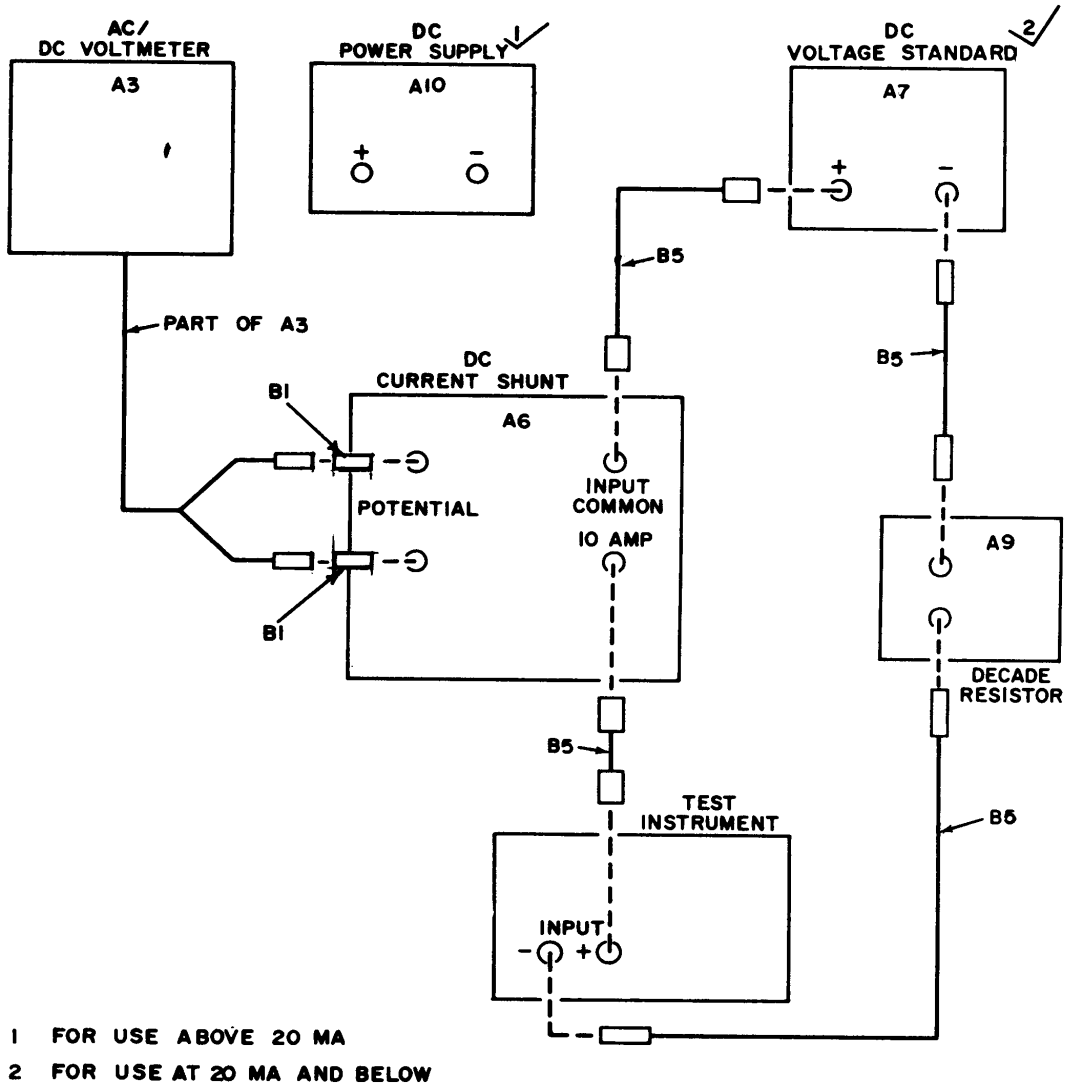 AC/
DC VOLTMETER
A3
DC
POWER SUPPLY
1
A10
+ -
DC
VOLTAGE STANDARD
2
A7
+ -
B5
B5
PART OF A3
DC
CURRENT SHUNT
A6
B1
POTENTIAL
B1
INPUT
COMMON
10 AMP
A9
DECADE
RESISTOR
B5
TEST
INSTRUMENT
B5
INPUT
- +
1 FOR USE ABOVE 20 MA
2 FOR USE AT 20 MA AND BELOW